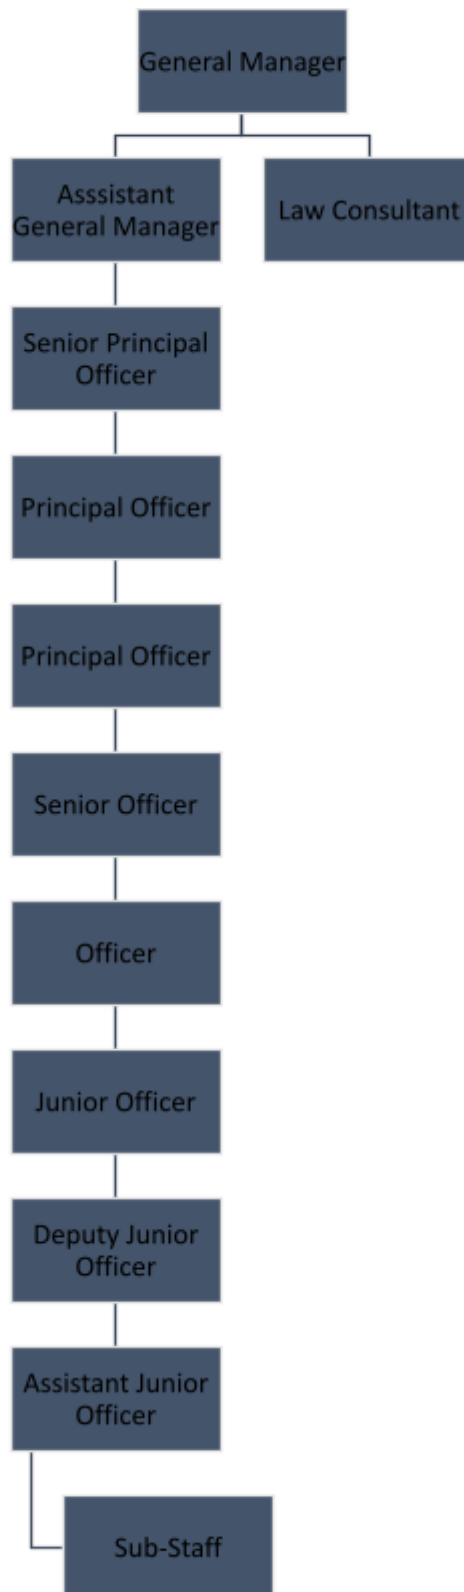 General Manager
Asssistant
General Manager
Law Consultant
Senior Principal
Officer
Principal Officer
Principal Officer
Senior Officer
Officer
Junior Officer
Deputy Junior
Officer
Assistant Junior
Officer
Sub-Staff